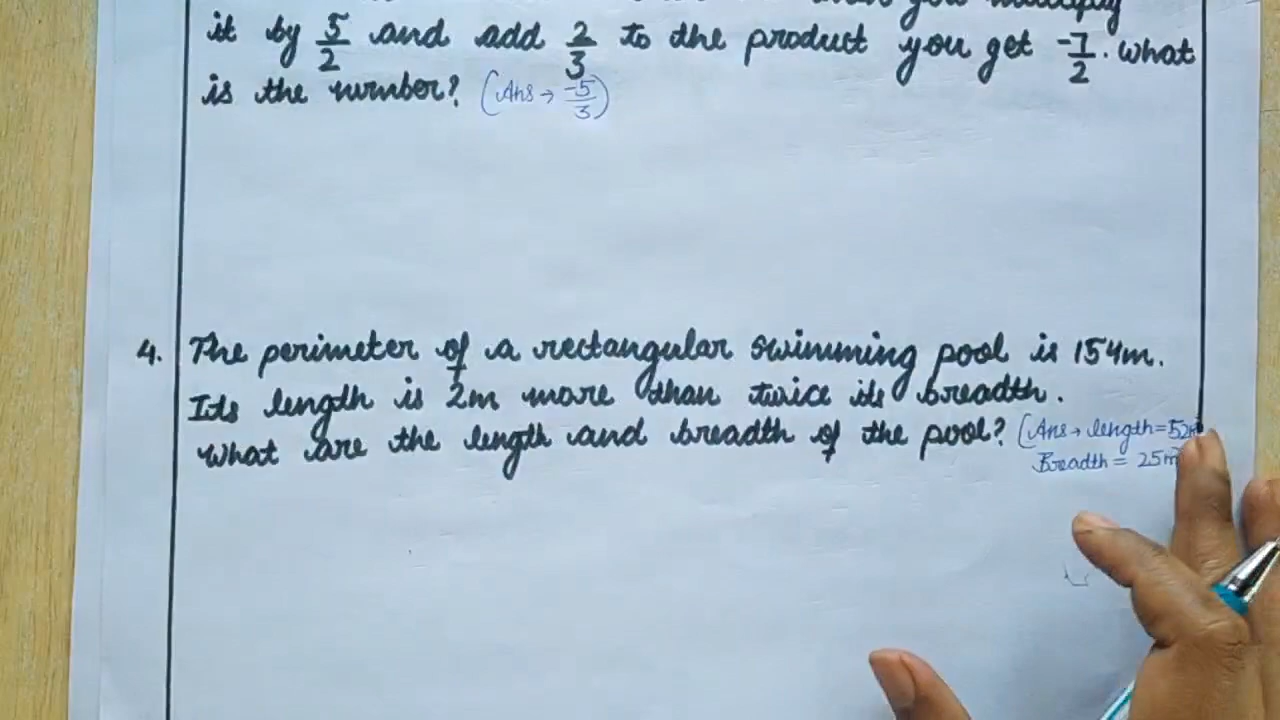 you multiply
it by 5/2 and add 2/3 to the product you get -7/2. What
is the number? (Ans → -5/3)
4. The perimeter of a rectangular swimming pool is 154m.
Its length is 2m more than twice its breadth.
What are the length and breadth of the pool? (Ans → length = 52m
Breadth = 25m